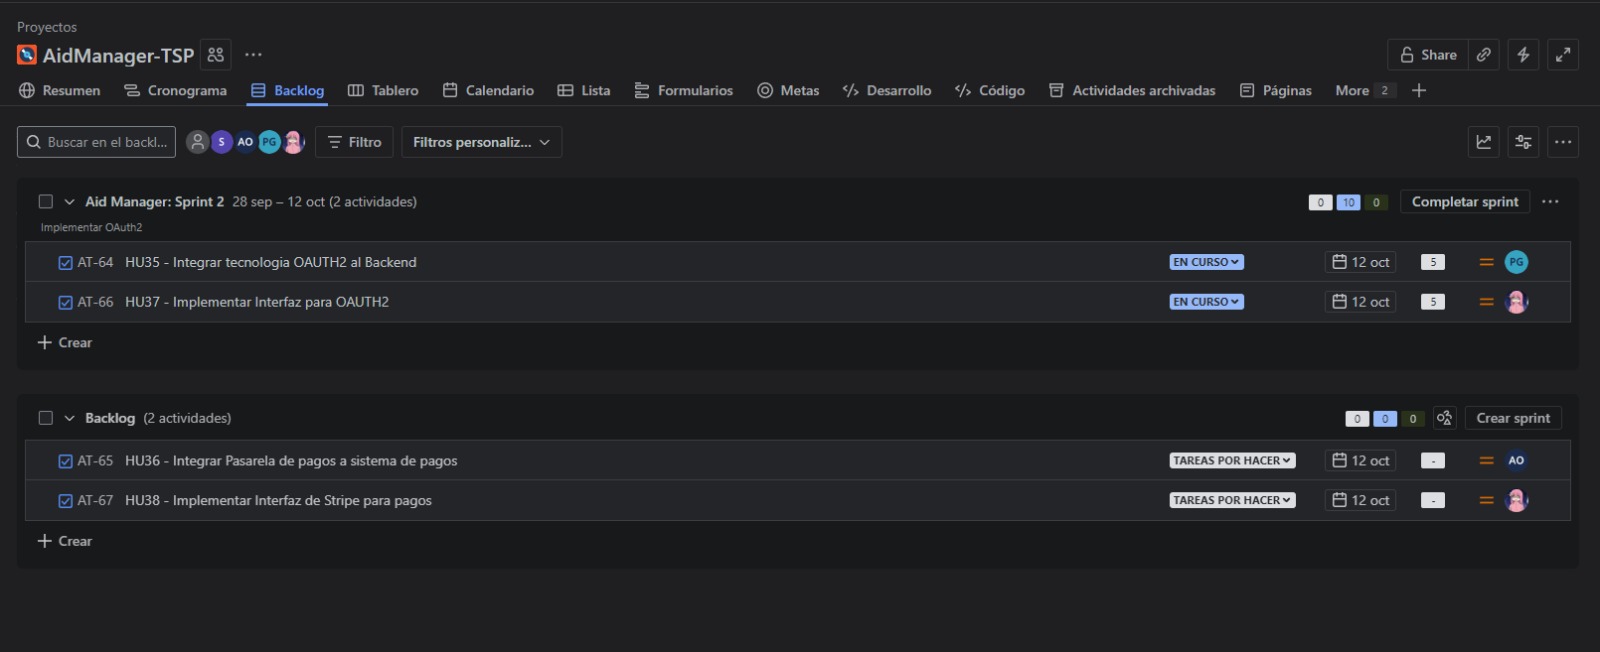 Proyectos
AidManager-TSP
Share
Resumen Cronograma Backlog Tablero Calendario Lista Formularios Metas Desarrollo Código Actividades archivadas Páginas More 2
Buscar en el backl... S AO PG Filtro Filtros personaliz...
Aid Manager: Sprint 2 28 sep – 12 oct (2 actividades) 0 10 0 Completar sprint
Implementar OAuth2
AT-64 HU35 - Integrar tecnologia OAUTH2 al Backend EN CURSO 12 oct 5 PG
AT-66 HU37 - Implementar Interfaz para OAUTH2 EN CURSO 12 oct 5
Crear
Backlog (2 actividades) 0 0 0 Crear sprint
AT-65 HU36 - Integrar Pasarela de pagos a sistema de pagos TAREAS POR HACER 12 oct - AO
AT-67 HU38 - Implementar Interfaz de Stripe para pagos TAREAS POR HACER 12 oct -
Crear